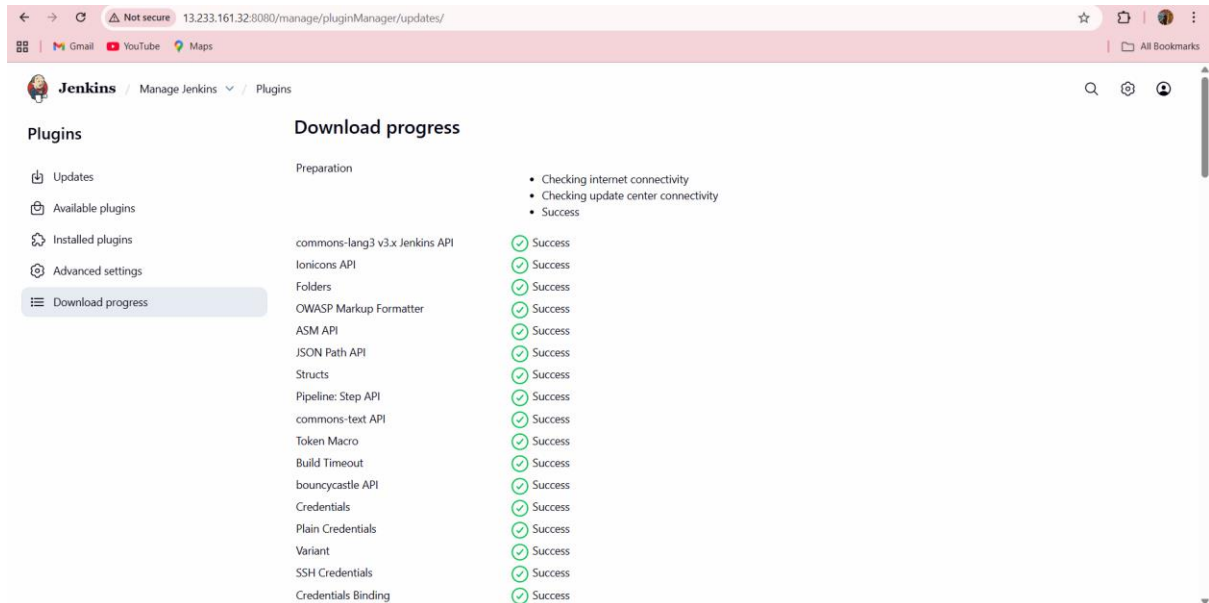 Not secure 13.233.161.32:8080/manage/pluginManager/updates/
Gmail YouTube Maps All Bookmarks
Jenkins / Manage Jenkins / Plugins
Plugins
Updates
Available plugins
Installed plugins
Advanced settings
Download progress
Download progress
Preparation
• Checking internet connectivity
• Checking update center connectivity
• Success
commons-lang3 v3.x Jenkins API Success
Ionicons API Success
Folders Success
OWASP Markup Formatter Success
ASM API Success
JSON Path API Success
Structs Success
Pipeline: Step API Success
commons-text API Success
Token Macro Success
Build Timeout Success
bouncycastle API Success
Credentials Success
Plain Credentials Success
Variant Success
SSH Credentials Success
Credentials Binding Success